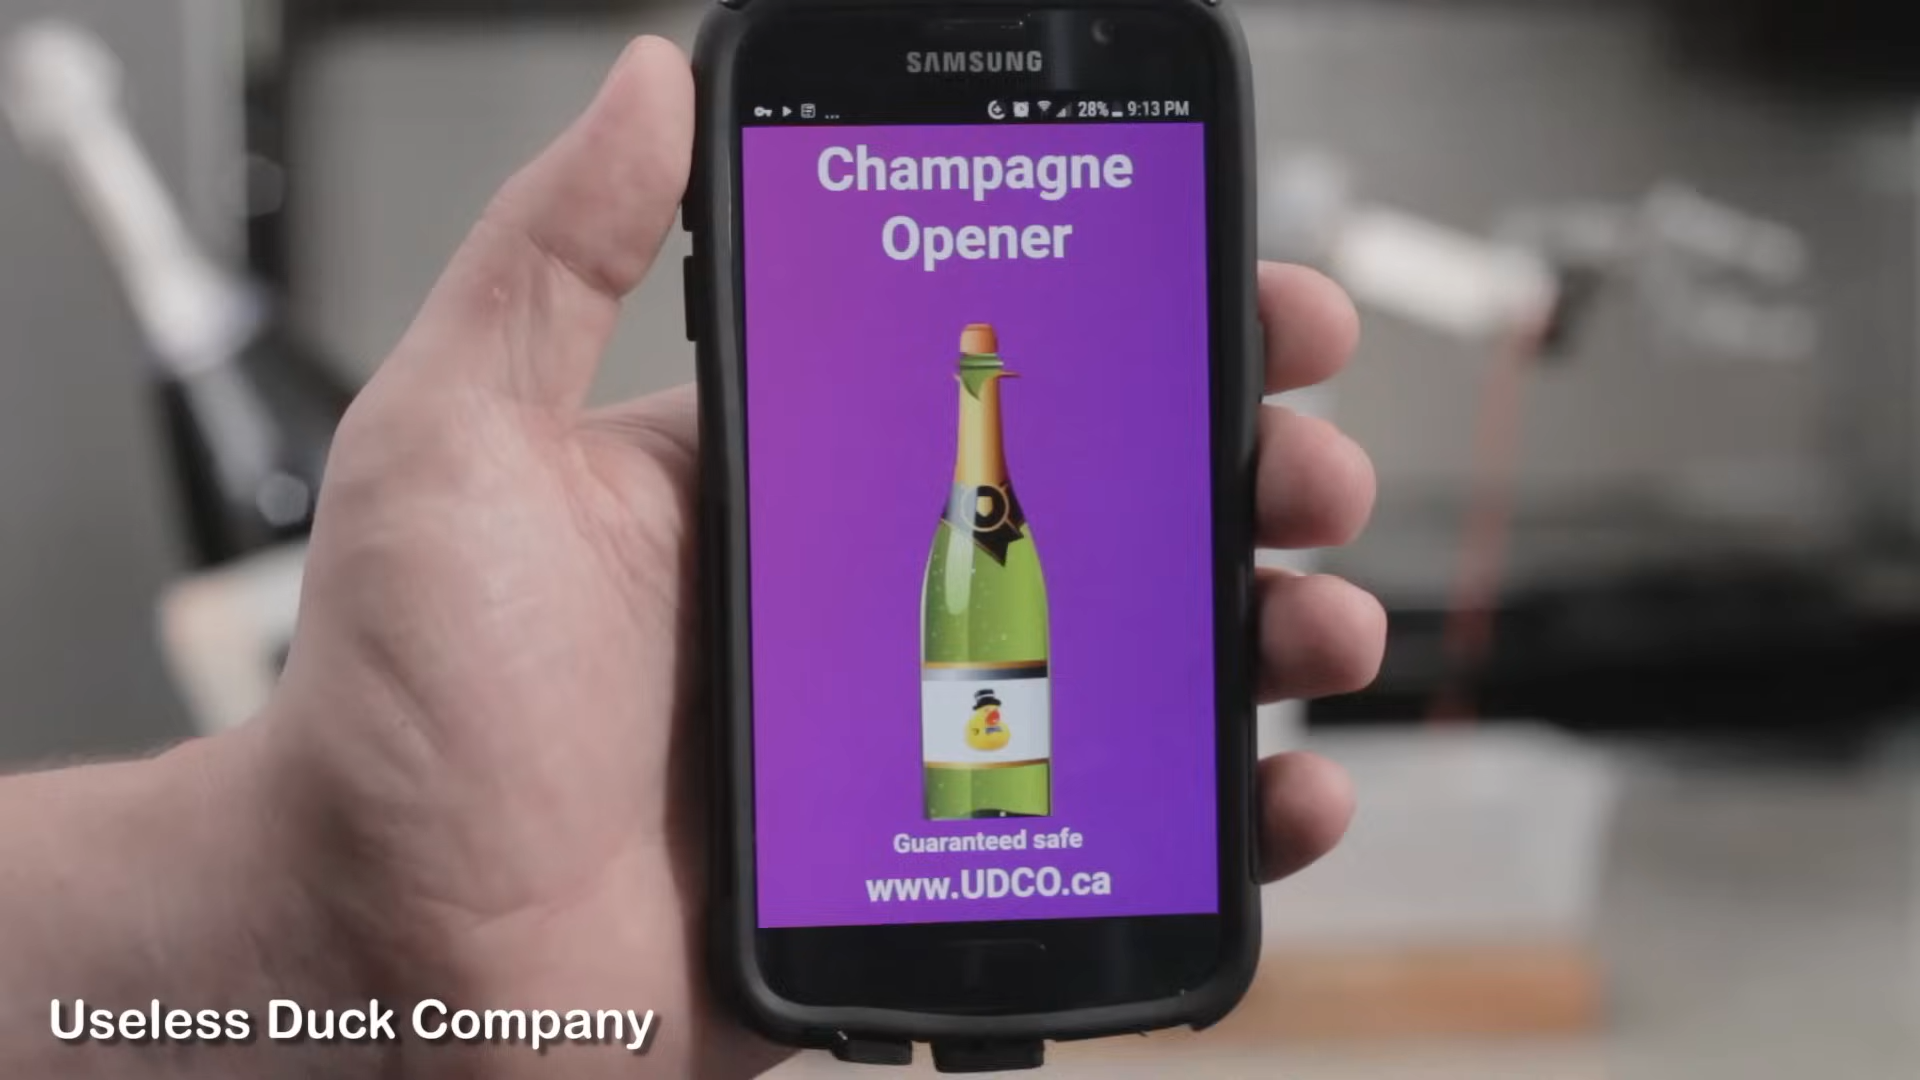 SAMSUNG
... 28% 9:13 PM
Champagne
Opener
Guaranteed safe
www.UDCO.ca
Useless Duck Company